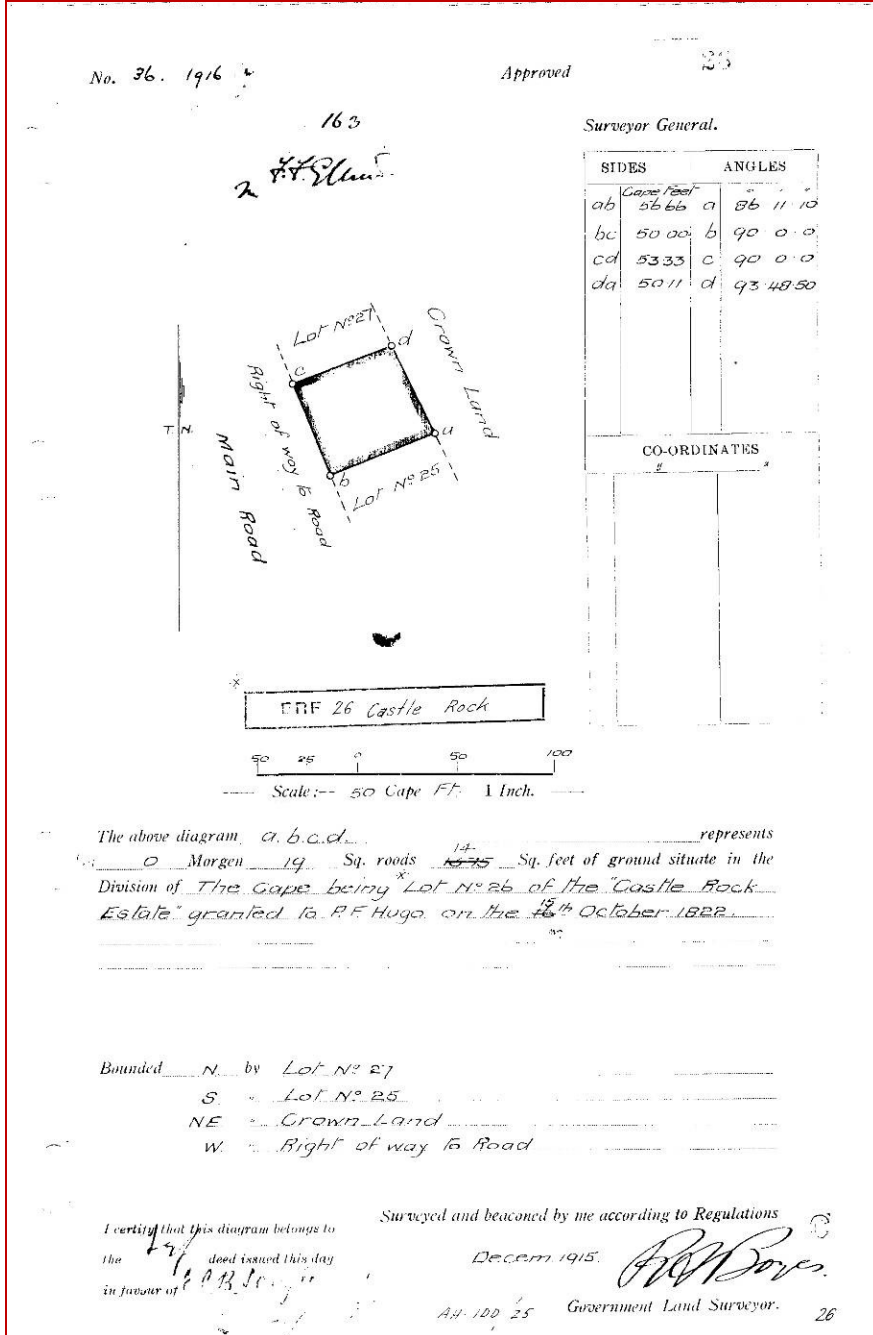 No. 36. 1916
Approved
163
Surveyor General.
SIDES ANGLES
Cape Feet ° ' "
ab 56 66 a 86 11 10
bc 50 00 b 90 0 0
cd 53 33 c 90 0 0
da 50 11 d 93 48 50
Lot No 27
d
Crown Land
c
Right of way to Road
T. N.
Main Road
a
b
Lot No 25
CO-ORDINATES
y x
ERF 26 Castle Rock
50 25 0 50 100
Scale:— 50 Cape Ft. 1 Inch.
The above diagram a.b.c.d. represents
14
0 Morgen 19 Sq. roods Sq. feet of ground situate in the
Division of The Cape being Lot No 26 of the "Castle Rock
Estate" granted to P.F Hugo on the 15th October 1822.
Bounded N. by Lot No 27
S. " Lot No 25
NE " Crown Land
W. " Right of way to Road
Surveyed and beaconed by me according to Regulations
I certify that this diagram belongs to
the deed issued this day
in favour of
Decem. 1915.
Government Land Surveyor.
AH-1DD 25
26